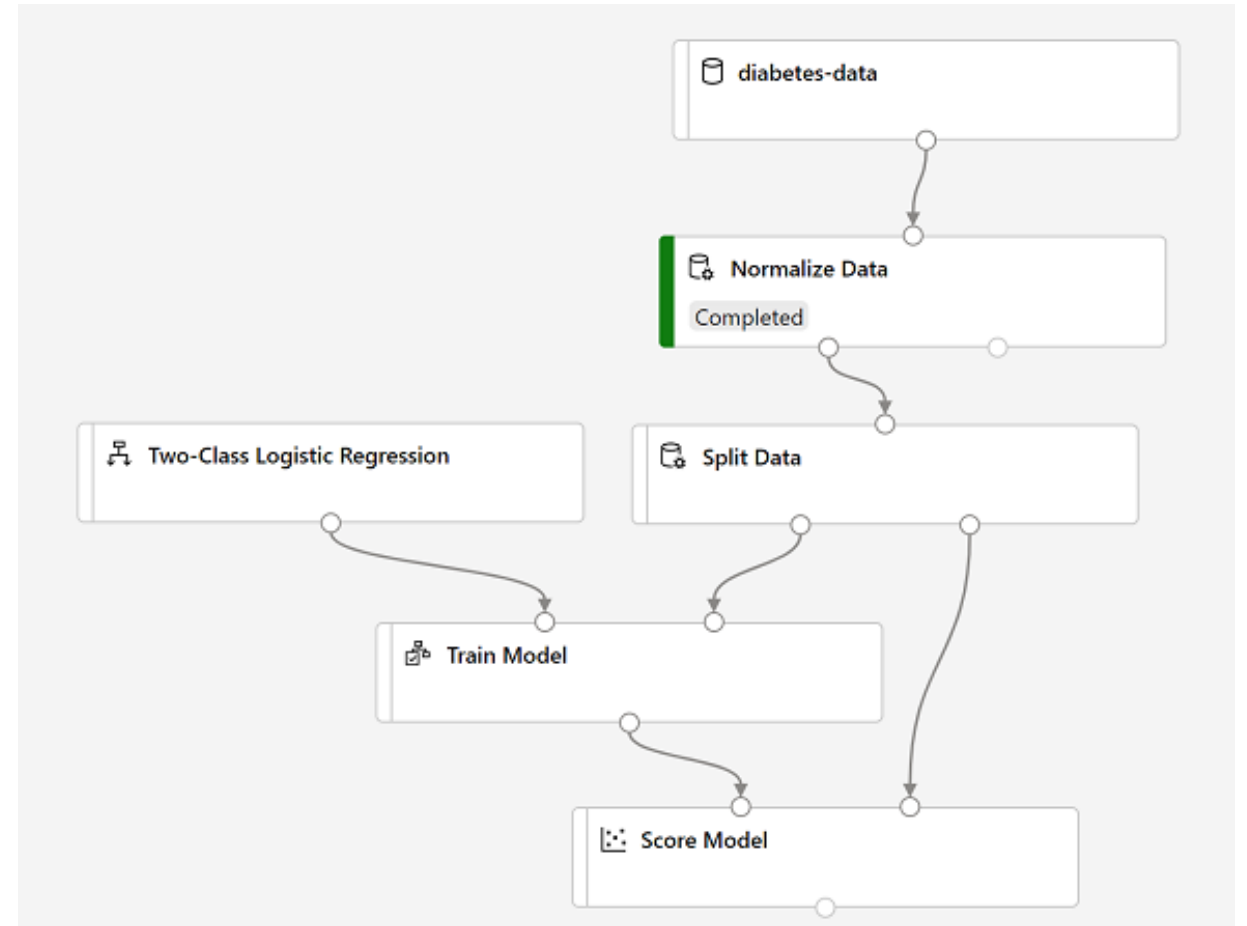 diabetes-data
Normalize Data
Completed
Two-Class Logistic Regression
Split Data
Train Model
Score Model